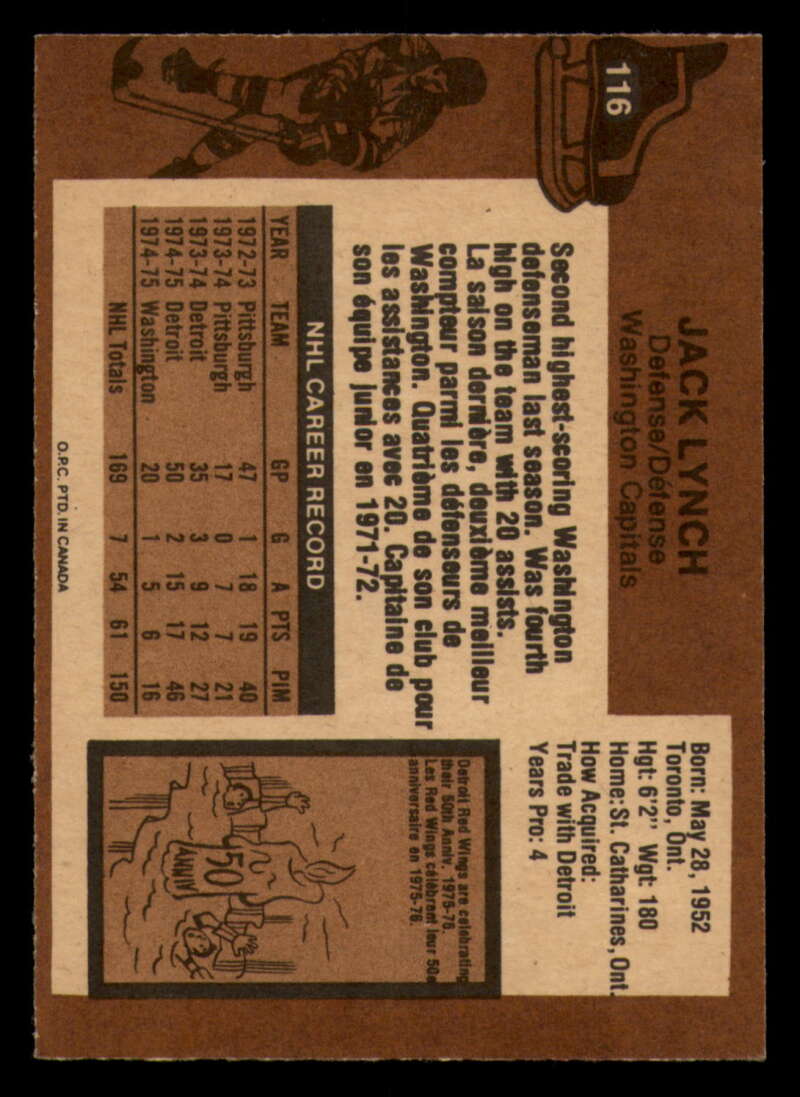 116
JACK LYNCH
Defense/Défense
Washington Capitals
Born: May 28, 1952
Toronto, Ont.
Hgt: 6'2" Wgt: 180
Home: St. Catharines, Ont.
How Acquired:
Trade with Detroit
Years Pro: 4
Second highest-scoring Washington
defenseman last season. Was fourth
high on the team with 20 assists.
La saison dernière, deuxième meilleur
compteur parmi les défenseurs de
Washington. Quatrième de son club pour
les assistances avec 20. Capitaine de
son équipe junior en 1971-72.
NHL CAREER RECORD
YEAR TEAM GP G A PTS PIM
1972-73 Pittsburgh 47 1 18 19 40
1973-74 Pittsburgh 17 0 7 7 21
1973-74 Detroit 35 3 9 12 27
1974-75 Detroit 50 2 15 17 46
1974-75 Washington 20 1 5 6 16
NHL Totals 169 7 54 61 150
Detroit Red Wings are celebrating
their 50th Anniv. 1975-76.
Les Red Wings célèbrent leur 50e
anniversaire en 1975-76.
50
ANNIV
O.P.C. PTD. IN CANADA